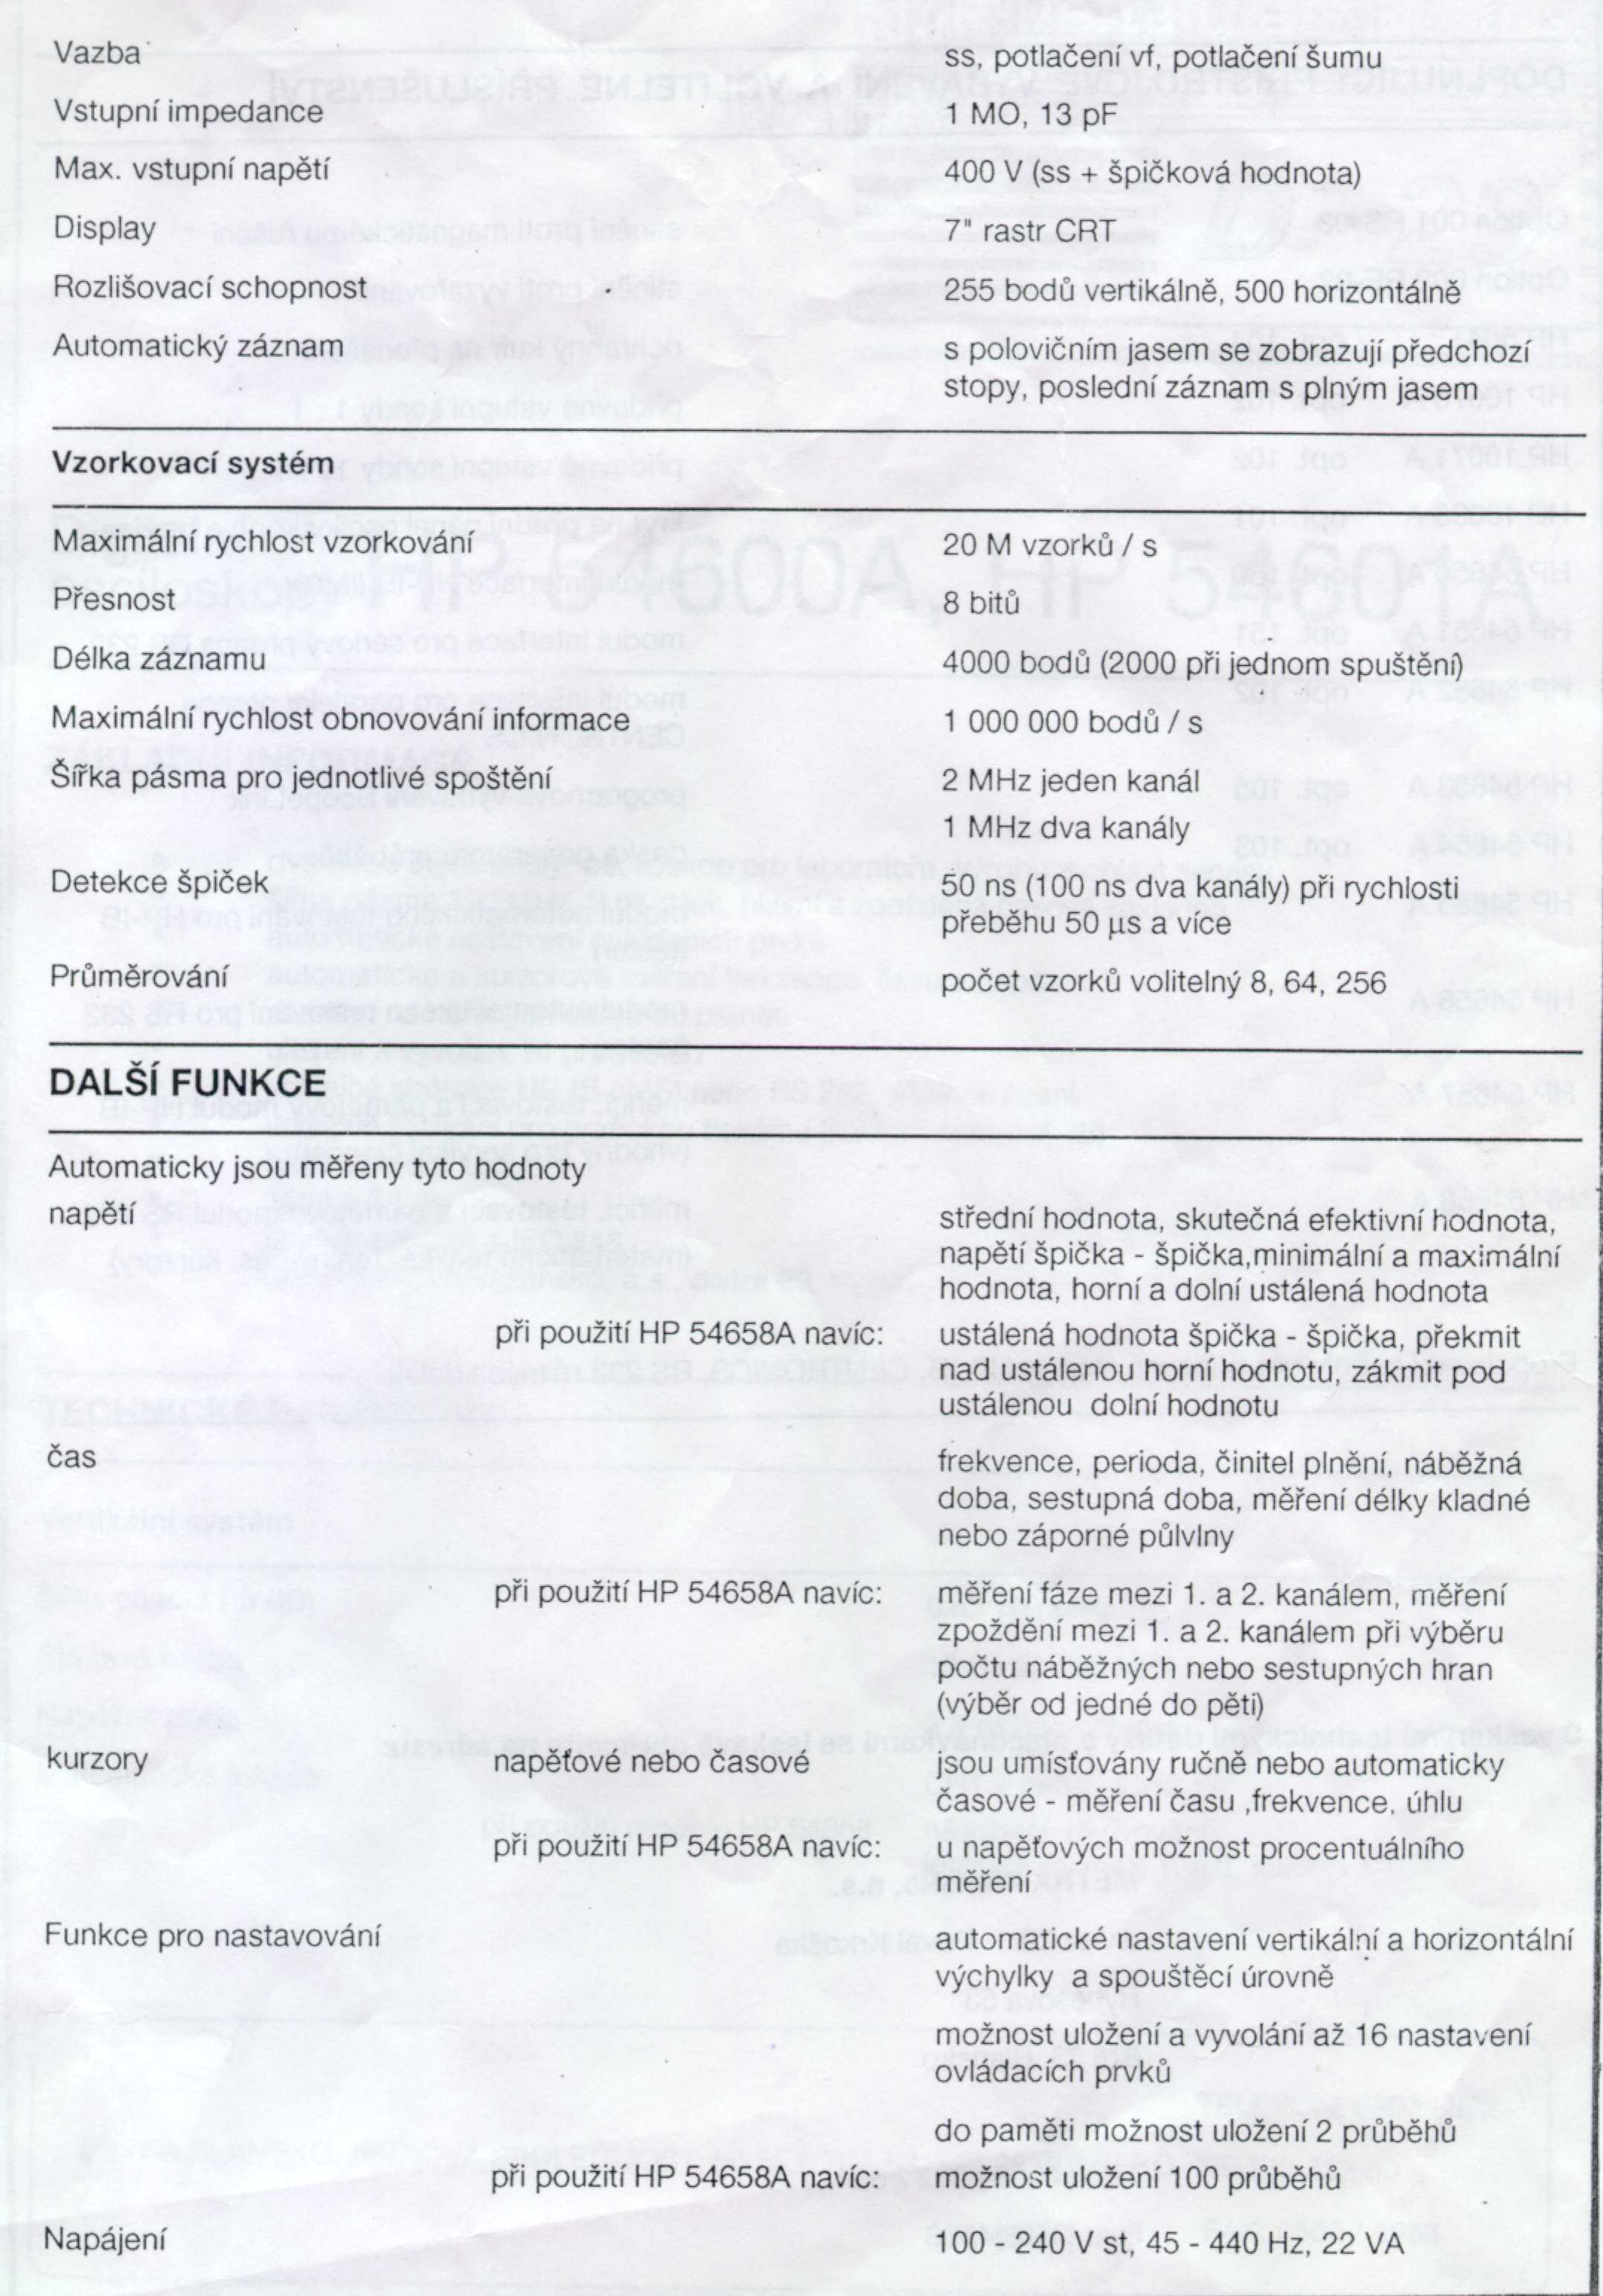 Vazba ss, potlačení vf, potlačení šumu
Vstupní impedance 1 MO, 13 pF
Max. vstupní napětí 400 V (ss + špičková hodnota)
Display 7" rastr CRT
Rozlišovací schopnost 255 bodů vertikálně, 500 horizontálně
Automatický záznam s polovičním jasem se zobrazují předchozí
stopy, poslední záznam s plným jasem
Vzorkovací systém
Maximální rychlost vzorkování 20 M vzorků / s
Přesnost 8 bitů
Délka záznamu 4000 bodů (2000 při jednom spuštění)
Maximální rychlost obnovování informace 1 000 000 bodů / s
Šířka pásma pro jednotlivé spoštění 2 MHz jeden kanál
1 MHz dva kanály
Detekce špiček 50 ns (100 ns dva kanály) při rychlosti
přeběhu 50 µs a více
Průměrování počet vzorků volitelný 8, 64, 256
DALŠÍ FUNKCE
Automaticky jsou měřeny tyto hodnoty
napětí střední hodnota, skutečná efektivní hodnota,
napětí špička - špička,minimální a maximální
hodnota, horní a dolní ustálená hodnota
při použití HP 54658A navíc: ustálená hodnota špička - špička, překmit
nad ustálenou horní hodnotu, zákmit pod
ustálenou dolní hodnotu
čas frekvence, perioda, činitel plnění, náběžná
doba, sestupná doba, měření délky kladné
nebo záporné půlvlny
při použití HP 54658A navíc: měření fáze mezi 1. a 2. kanálem, měření
zpoždění mezi 1. a 2. kanálem při výběru
počtu náběžných nebo sestupných hran
(výběr od jedné do pěti)
kurzory napěťové nebo časové jsou umísťovány ručně nebo automaticky
časové - měření času ,frekvence, úhlu
při použití HP 54658A navíc: u napěťových možnost procentuálního
měření
Funkce pro nastavování automatické nastavení vertikální a horizontální
výchylky a spouštěcí úrovně
možnost uložení a vyvolání až 16 nastavení
ovládacích prvků
do paměti možnost uložení 2 průběhů
při použití HP 54658A navíc: možnost uložení 100 průběhů
Napájení 100 - 240 V st, 45 - 440 Hz, 22 VA